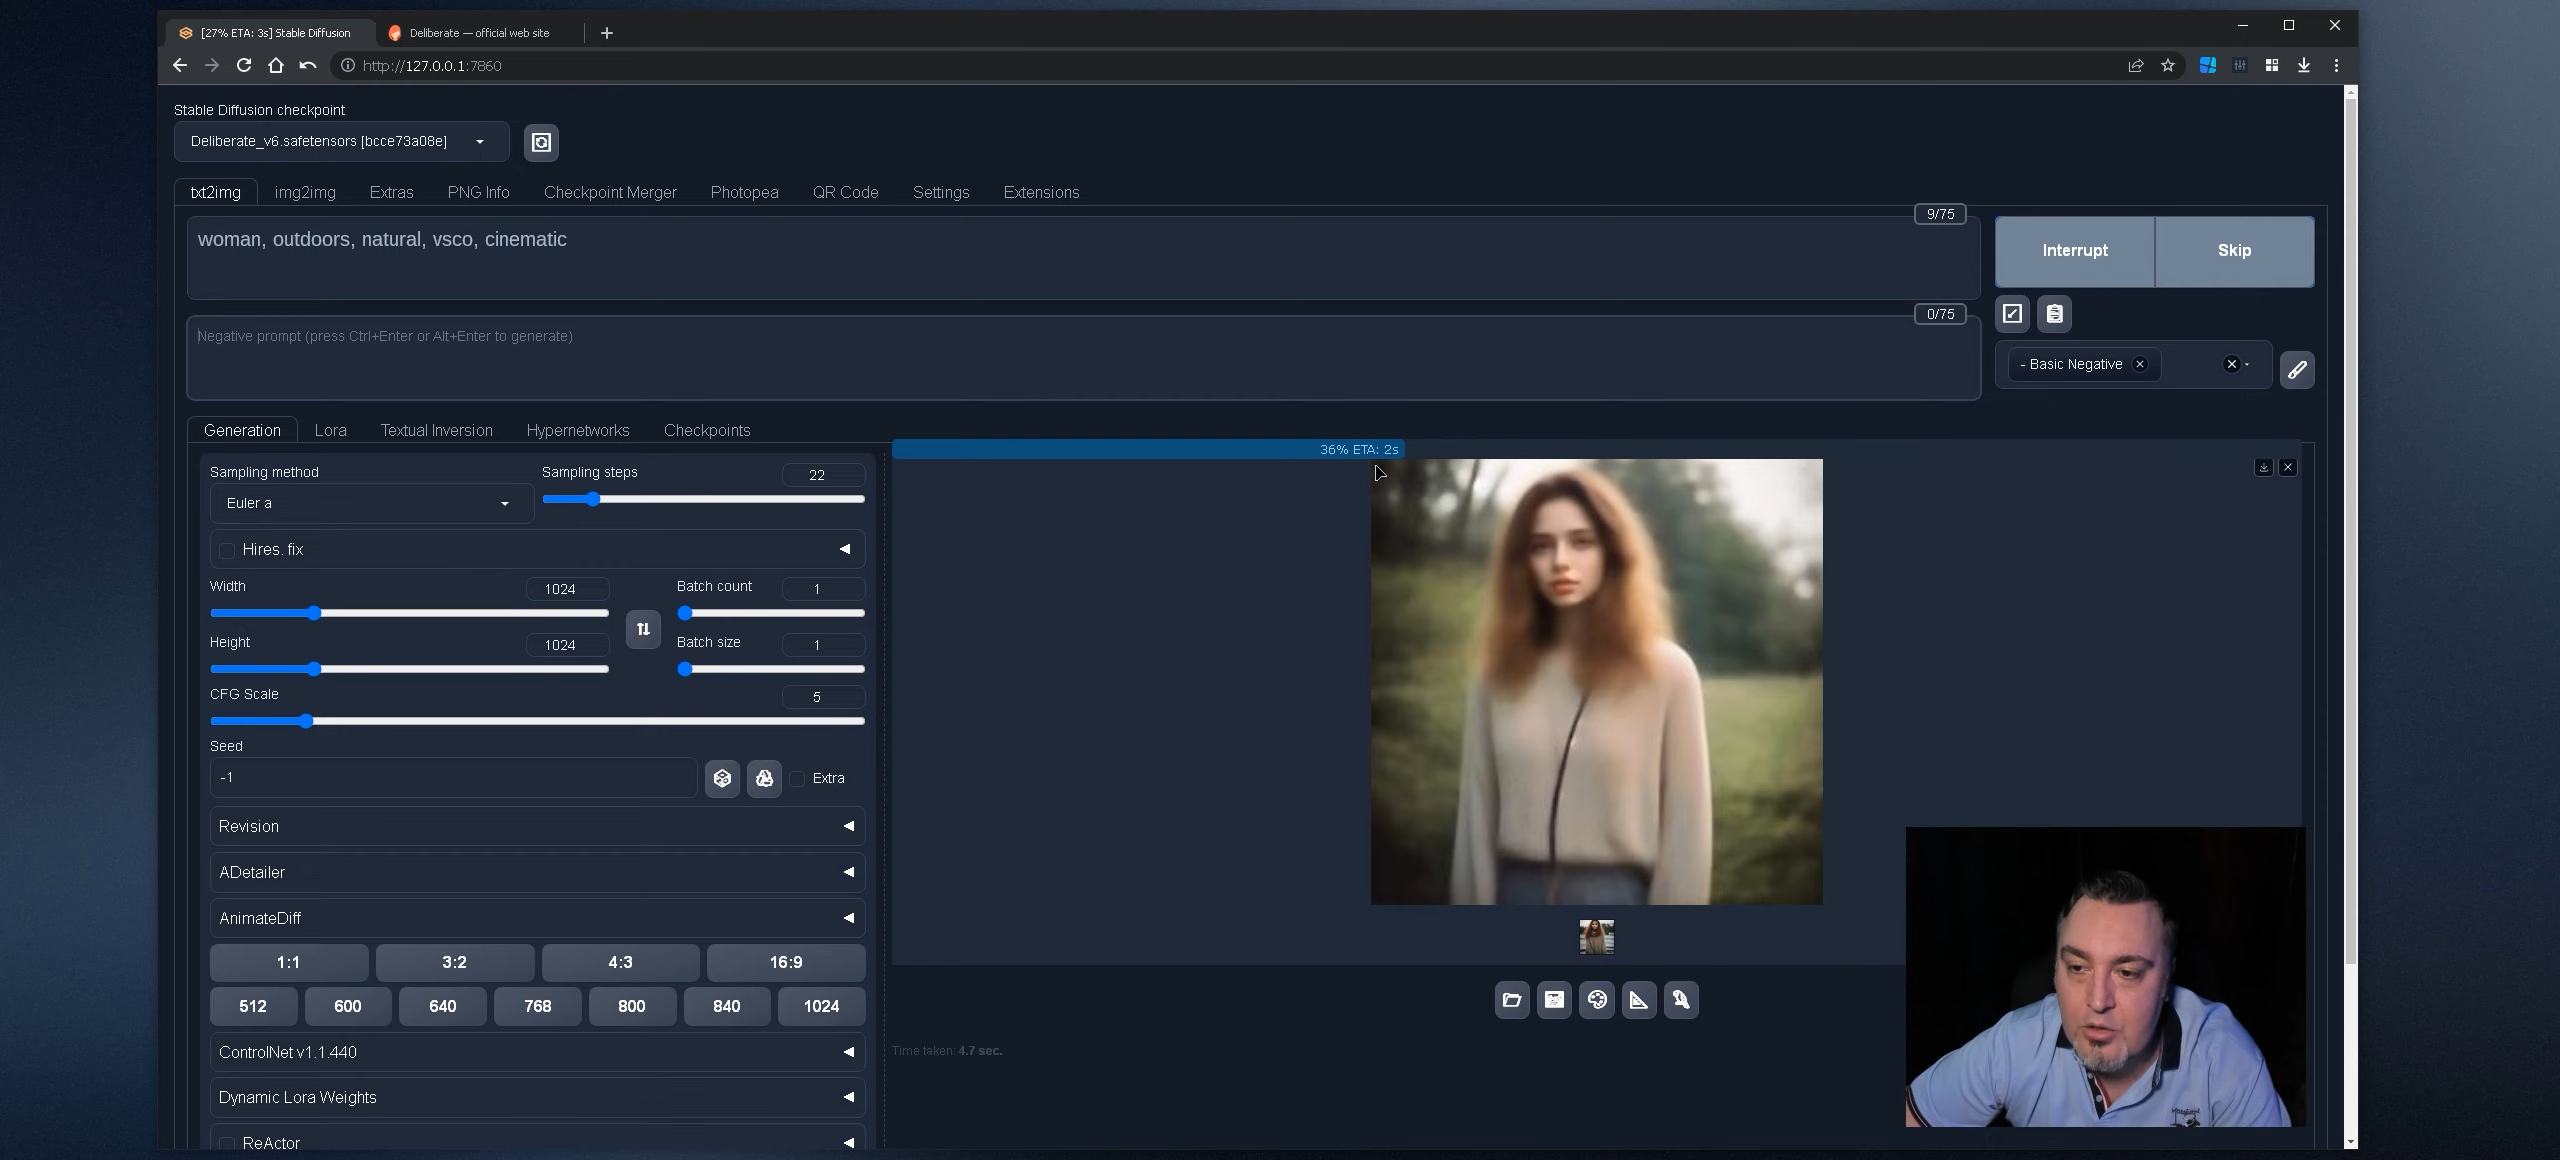 [27% ETA: 3s] Stable Diffusion
Deliberate — official web site
http://127.0.0.1:7860
Stable Diffusion checkpoint
Deliberate_v6.safetensors [bcce73a08e]
txt2img
img2img
Extras
PNG Info
Checkpoint Merger
Photopea
QR Code
Settings
Extensions
9/75
woman, outdoors, natural, vsco, cinematic
Interrupt
Skip
0/75
Negative prompt (press Ctrl+Enter or Alt+Enter to generate)
- Basic Negative
Generation
Lora
Textual Inversion
Hypernetworks
Checkpoints
36% ETA: 2s
Sampling method
Sampling steps
22
Euler a
Hires. fix
Width
1024
Batch count
1
Height
1024
Batch size
1
CFG Scale
5
Seed
-1
Extra
Revision
ADetailer
AnimateDiff
1:1
3:2
4:3
16:9
512
600
640
768
800
840
1024
ControlNet v1.1.440
Time taken: 4.7 sec.
Dynamic Lora Weights
ReActor